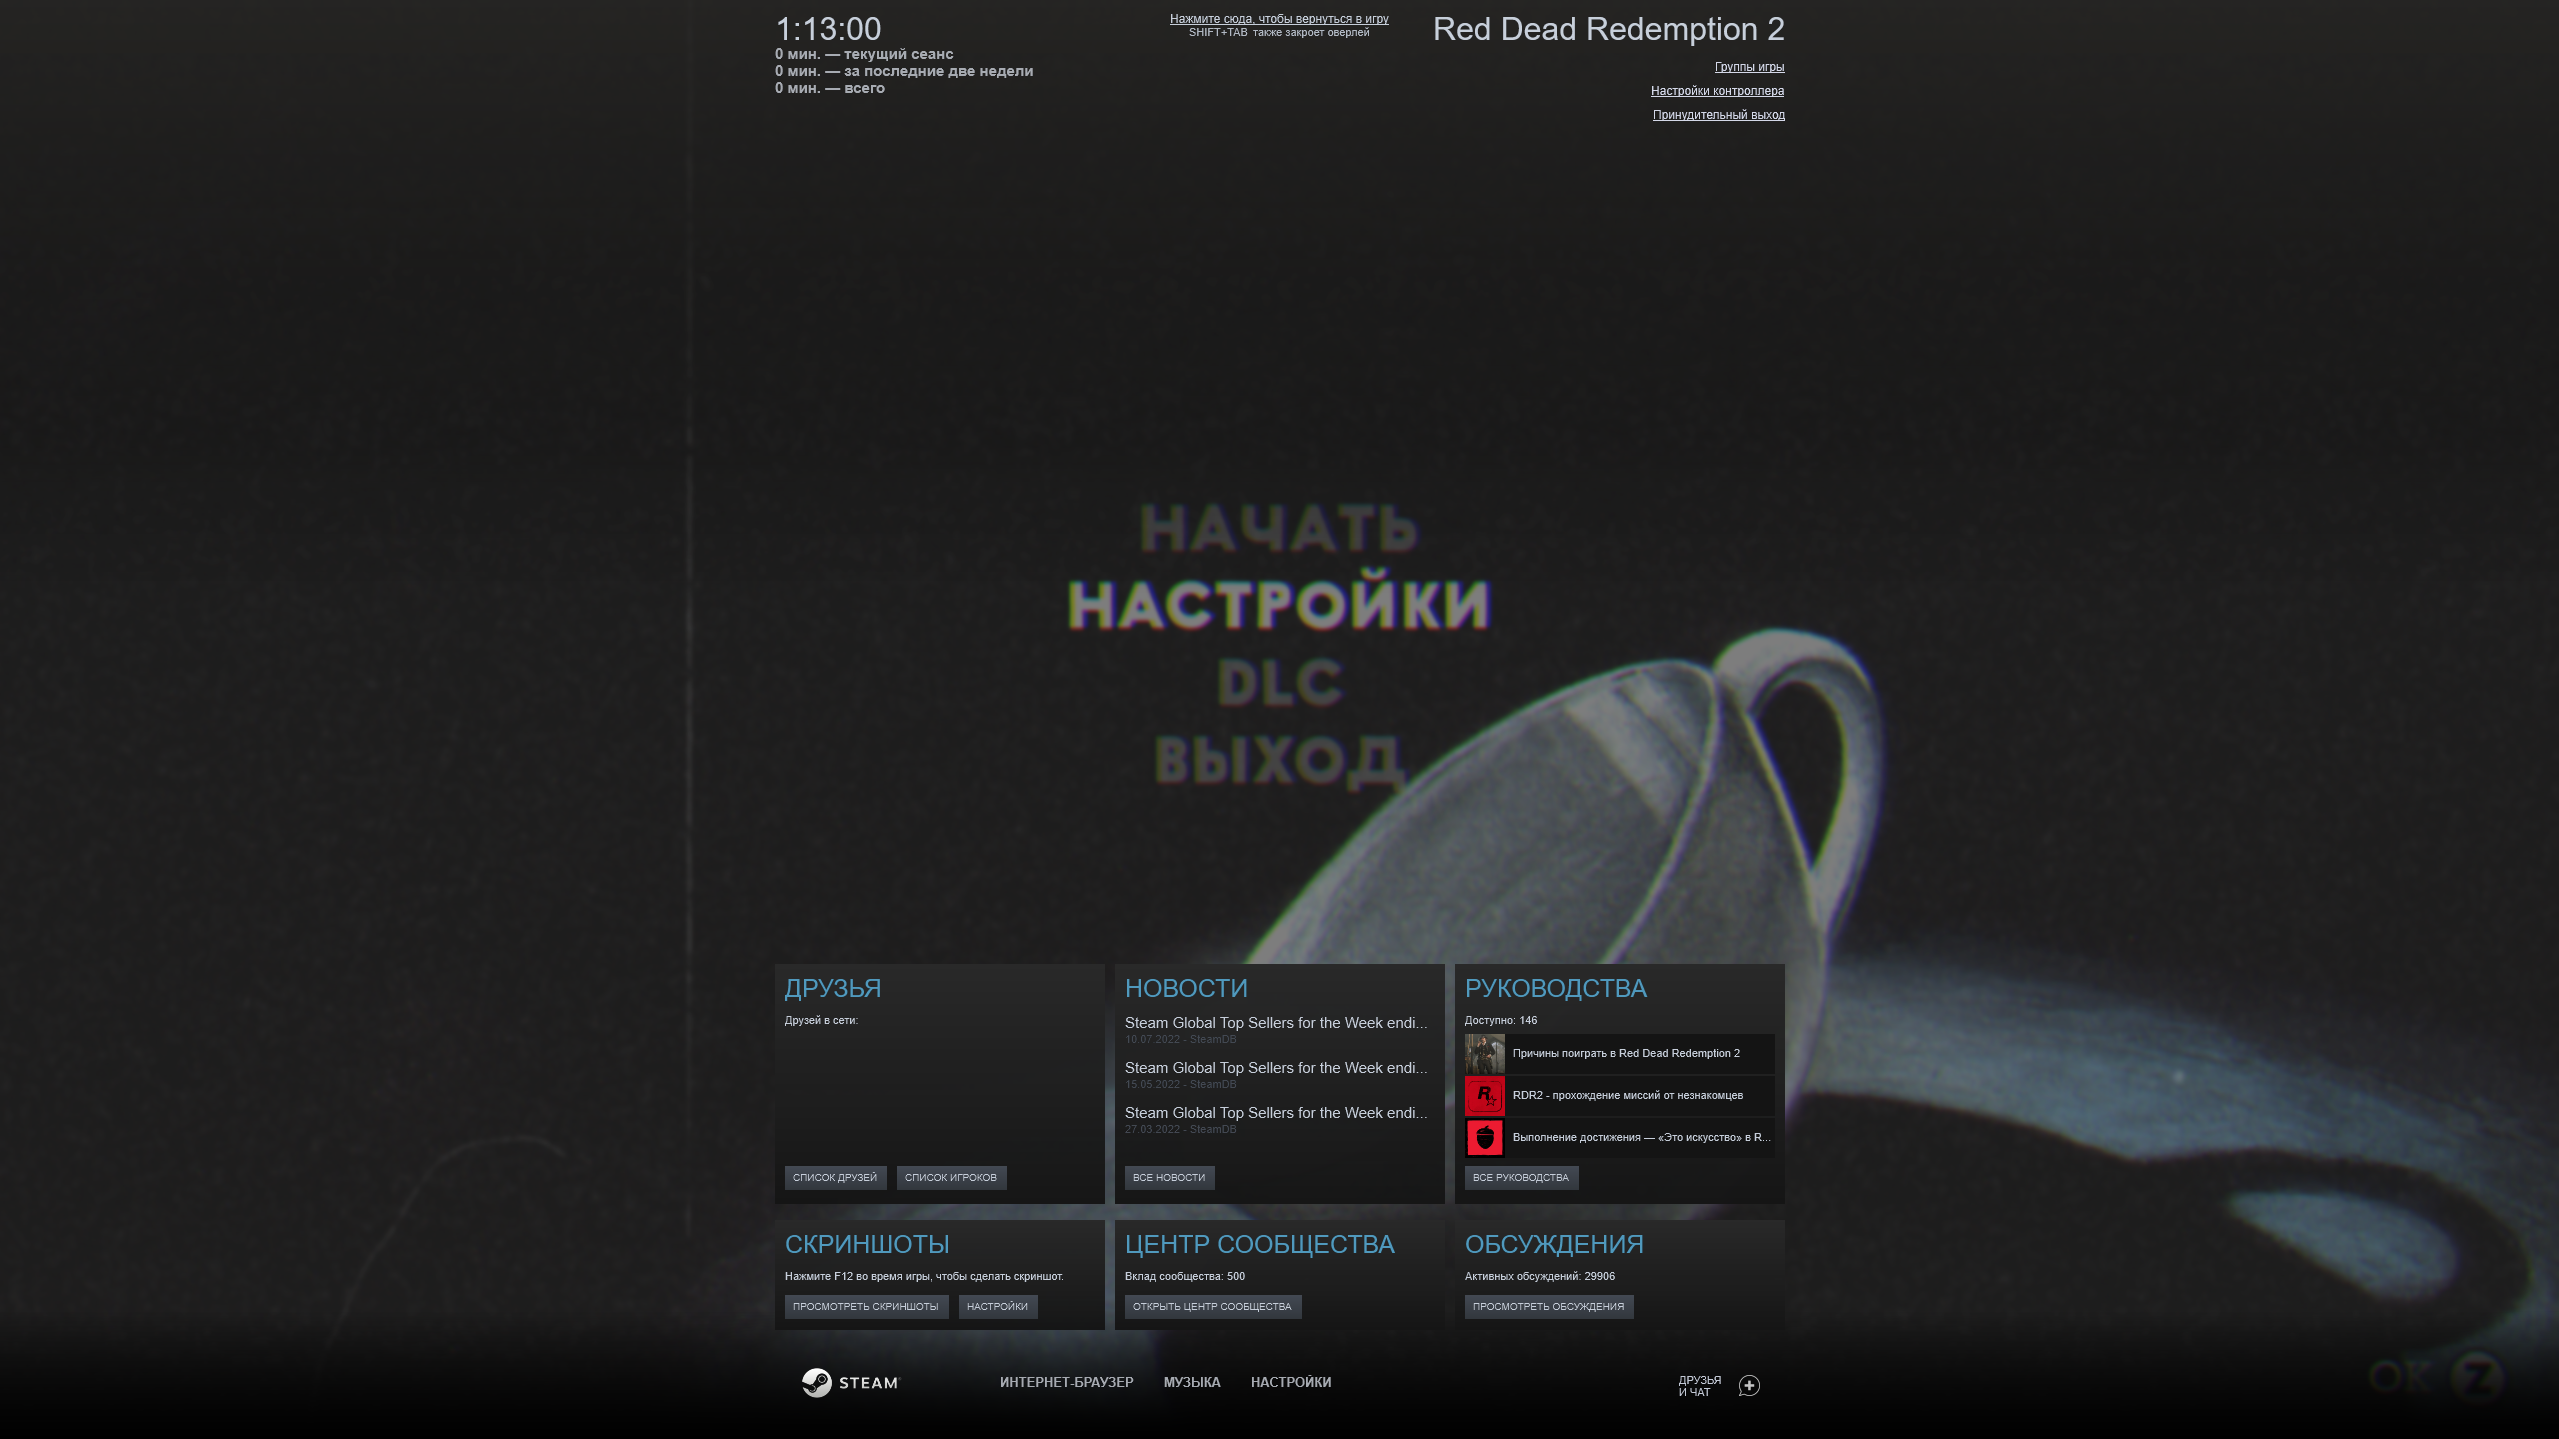 1:13:00
0 мин. — текущий сеанс
0 мин. — за последние две недели
0 мин. — всего
Нажмите сюда, чтобы вернуться в игру
SHIFT+TAB также закроет оверлей
Red Dead Redemption 2
Группы игры
Настройки контроллера
Принудительный выход
НАЧАТЬ
НАСТРОЙКИ
DLC
ВЫХОД
ДРУЗЬЯ
Друзей в сети:
СПИСОК ДРУЗЕЙ
СПИСОК ИГРОКОВ
НОВОСТИ
Steam Global Top Sellers for the Week endi...
10.07.2022 - SteamDB
Steam Global Top Sellers for the Week endi...
15.05.2022 - SteamDB
Steam Global Top Sellers for the Week endi...
27.03.2022 - SteamDB
ВСЕ НОВОСТИ
РУКОВОДСТВА
Доступно: 146
Причины поиграть в Red Dead Redemption 2
RDR2 - прохождение миссий от незнакомцев
Выполнение достижения — «Это искусство» в R...
ВСЕ РУКОВОДСТВА
СКРИНШОТЫ
Нажмите F12 во время игры, чтобы сделать скриншот.
ПРОСМОТРЕТЬ СКРИНШОТЫ
НАСТРОЙКИ
ЦЕНТР СООБЩЕСТВА
Вклад сообщества: 500
ОТКРЫТЬ ЦЕНТР СООБЩЕСТВА
ОБСУЖДЕНИЯ
Активных обсуждений: 29906
ПРОСМОТРЕТЬ ОБСУЖДЕНИЯ
STEAM
ИНТЕРНЕТ-БРАУЗЕР
МУЗЫКА
НАСТРОЙКИ
ДРУЗЬЯ
И ЧАТ
OK Z